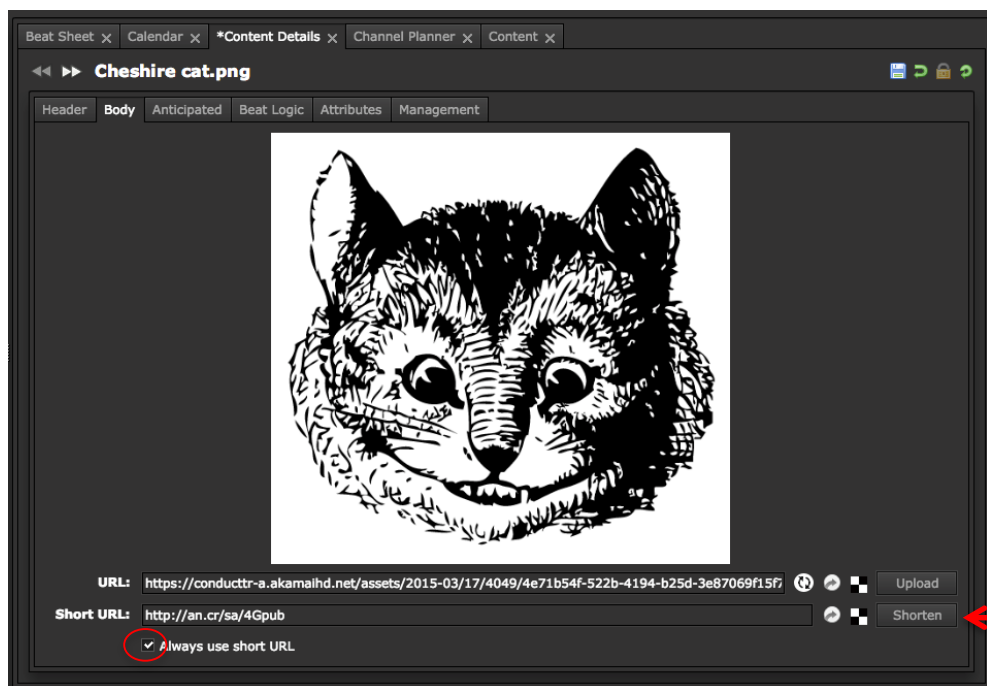 Beat Sheet x Calendar x *Content Details x Channel Planner x Content x
Cheshire cat.png
Header Body Anticipated Beat Logic Attributes Management
URL: https://conducttr-a.akamaihd.net/assets/2015-03/17/4049/4e71b54f-522b-4194-b25d-3e87069f15f Upload
Short URL: http://an.cr/sa/4Gpub Shorten
Always use short URL